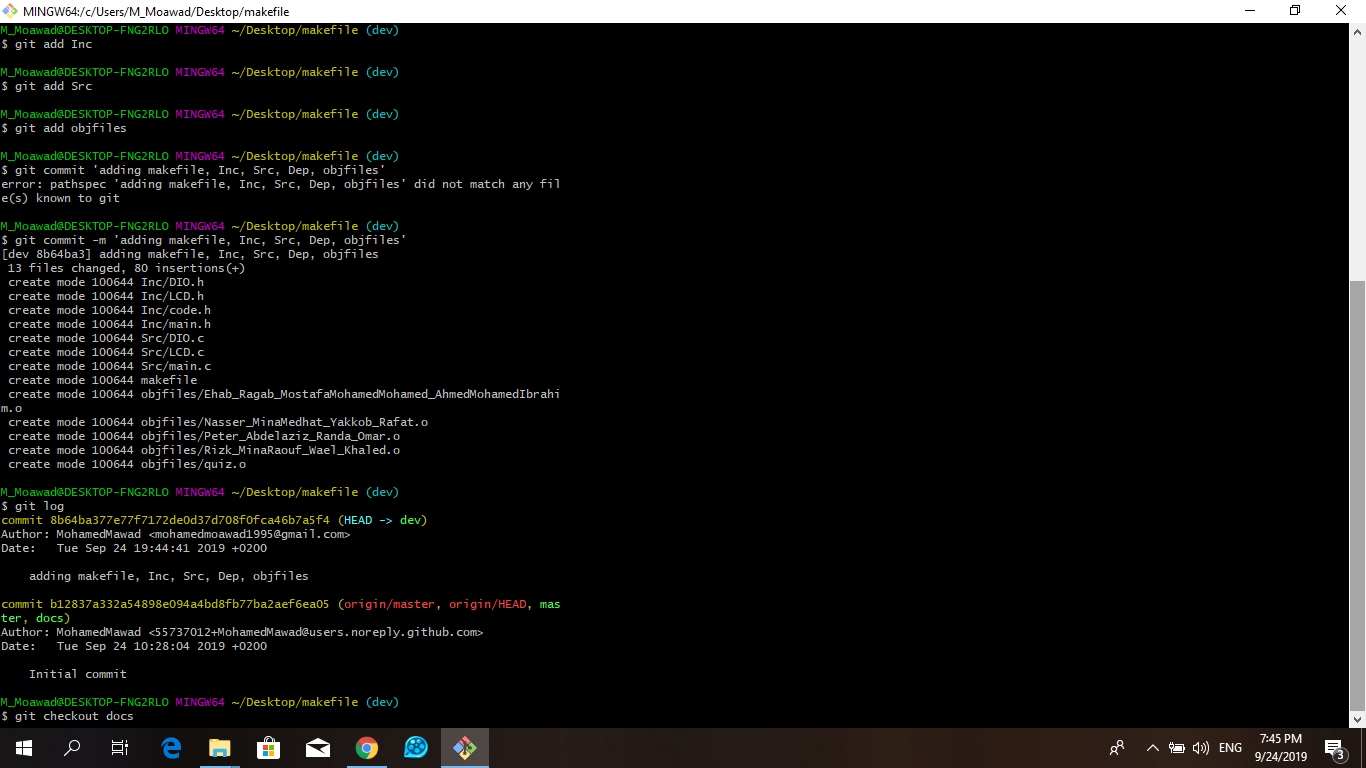 MINGW64:/c/Users/M_Moawad/Desktop/makefile
M_Moawad@DESKTOP-FNG2RLO MINGW64 ~/Desktop/makefile (dev)
$ git add Inc
M_Moawad@DESKTOP-FNG2RLO MINGW64 ~/Desktop/makefile (dev)
$ git add Src
M_Moawad@DESKTOP-FNG2RLO MINGW64 ~/Desktop/makefile (dev)
$ git add objfiles
M_Moawad@DESKTOP-FNG2RLO MINGW64 ~/Desktop/makefile (dev)
$ git commit 'adding makefile, Inc, Src, Dep, objfiles'
error: pathspec 'adding makefile, Inc, Src, Dep, objfiles' did not match any fil
e(s) known to git
M_Moawad@DESKTOP-FNG2RLO MINGW64 ~/Desktop/makefile (dev)
$ git commit -m 'adding makefile, Inc, Src, Dep, objfiles'
[dev 8b64ba3] adding makefile, Inc, Src, Dep, objfiles
 13 files changed, 80 insertions(+)
 create mode 100644 Inc/DIO.h
 create mode 100644 Inc/LCD.h
 create mode 100644 Inc/code.h
 create mode 100644 Inc/main.h
 create mode 100644 Src/DIO.c
 create mode 100644 Src/LCD.c
 create mode 100644 Src/main.c
 create mode 100644 makefile
 create mode 100644 objfiles/Ehab_Ragab_MostafaMohamedMohamed_AhmedMohamedIbrahi
m.o
 create mode 100644 objfiles/Nasser_MinaMedhat_Yakkob_Rafat.o
 create mode 100644 objfiles/Peter_Abdelaziz_Randa_Omar.o
 create mode 100644 objfiles/Rizk_MinaRaouf_Wael_Khaled.o
 create mode 100644 objfiles/quiz.o
M_Moawad@DESKTOP-FNG2RLO MINGW64 ~/Desktop/makefile (dev)
$ git log
commit 8b64ba377e77f7172de0d37d708f0fca46b7a5f4 (HEAD -> dev)
Author: MohamedMawad <mohamedmoawad1995@gmail.com>
Date:   Tue Sep 24 19:44:41 2019 +0200
    adding makefile, Inc, Src, Dep, objfiles
commit b12837a332a54898e094a4bd8fb77ba2aef6ea05 (origin/master, origin/HEAD, mas
ter, docs)
Author: MohamedMawad <55737012+MohamedMawad@users.noreply.github.com>
Date:   Tue Sep 24 10:28:04 2019 +0200
    Initial commit
M_Moawad@DESKTOP-FNG2RLO MINGW64 ~/Desktop/makefile (dev)
$ git checkout docs
ENG
7:45 PM
9/24/2019
3